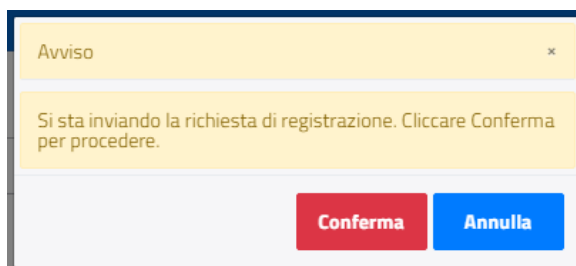 Avviso ×
Si sta inviando la richiesta di registrazione. Cliccare Conferma
per procedere.
Conferma Annulla